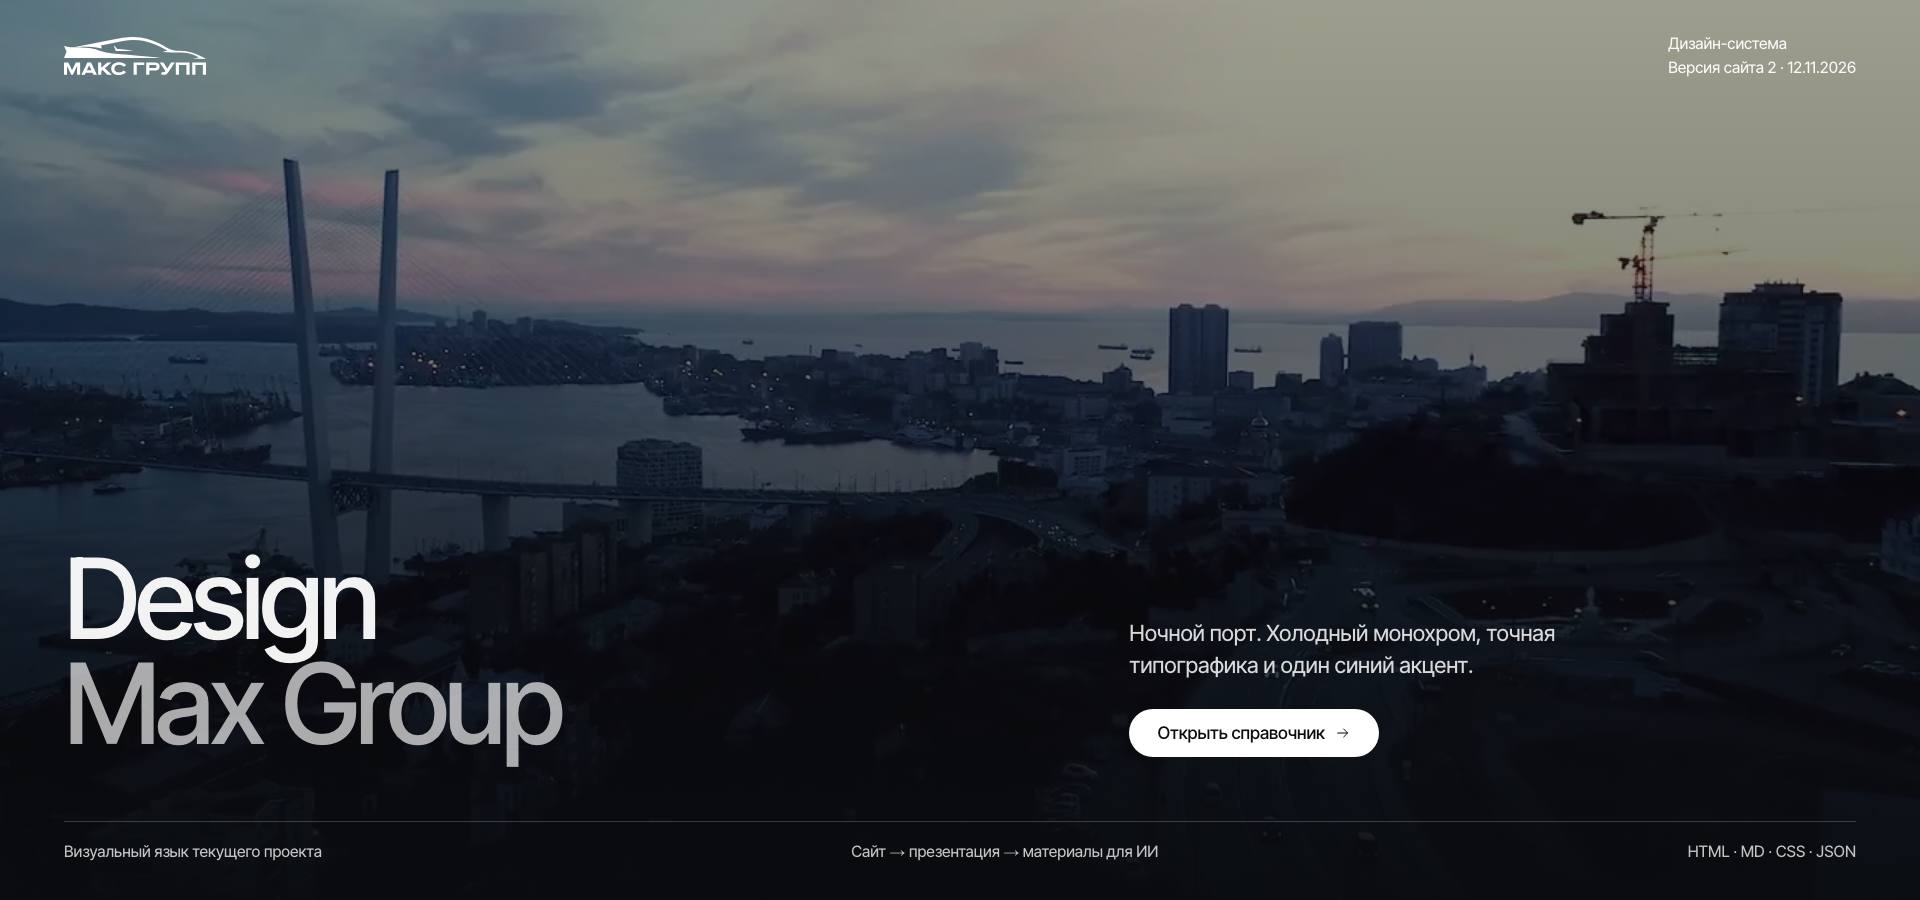 МАКС ГРУПП
Дизайн-система
Версия сайта 2 · 12.11.2026
Design
Max Group
Ночной порт. Холодный монохром, точная
типографика и один синий акцент.
Открыть справочник →
Визуальный язык текущего проекта
Сайт → презентация → материалы для ИИ
HTML · MD · CSS · JSON